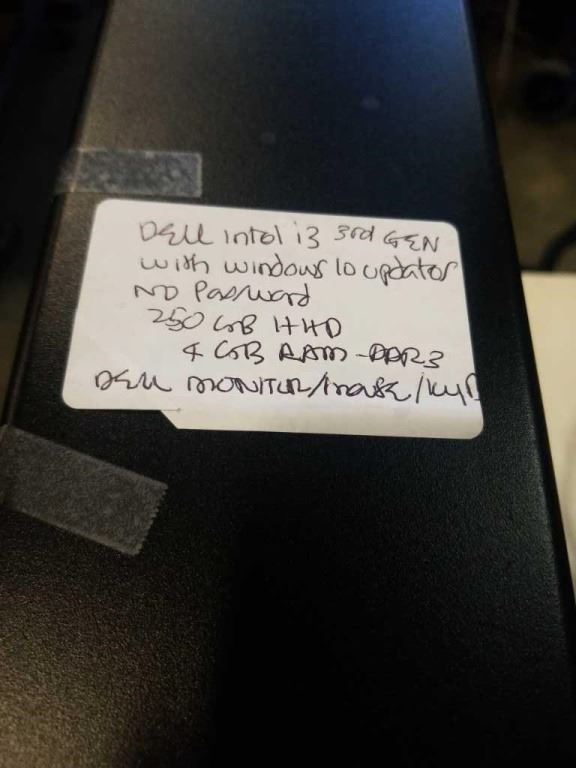 DELL intel i3 3rd GEN
with windows 10 updates
NO Password
250 GB HHD
4 GB RAM - DDR3
DELL MONITOR/mouse/